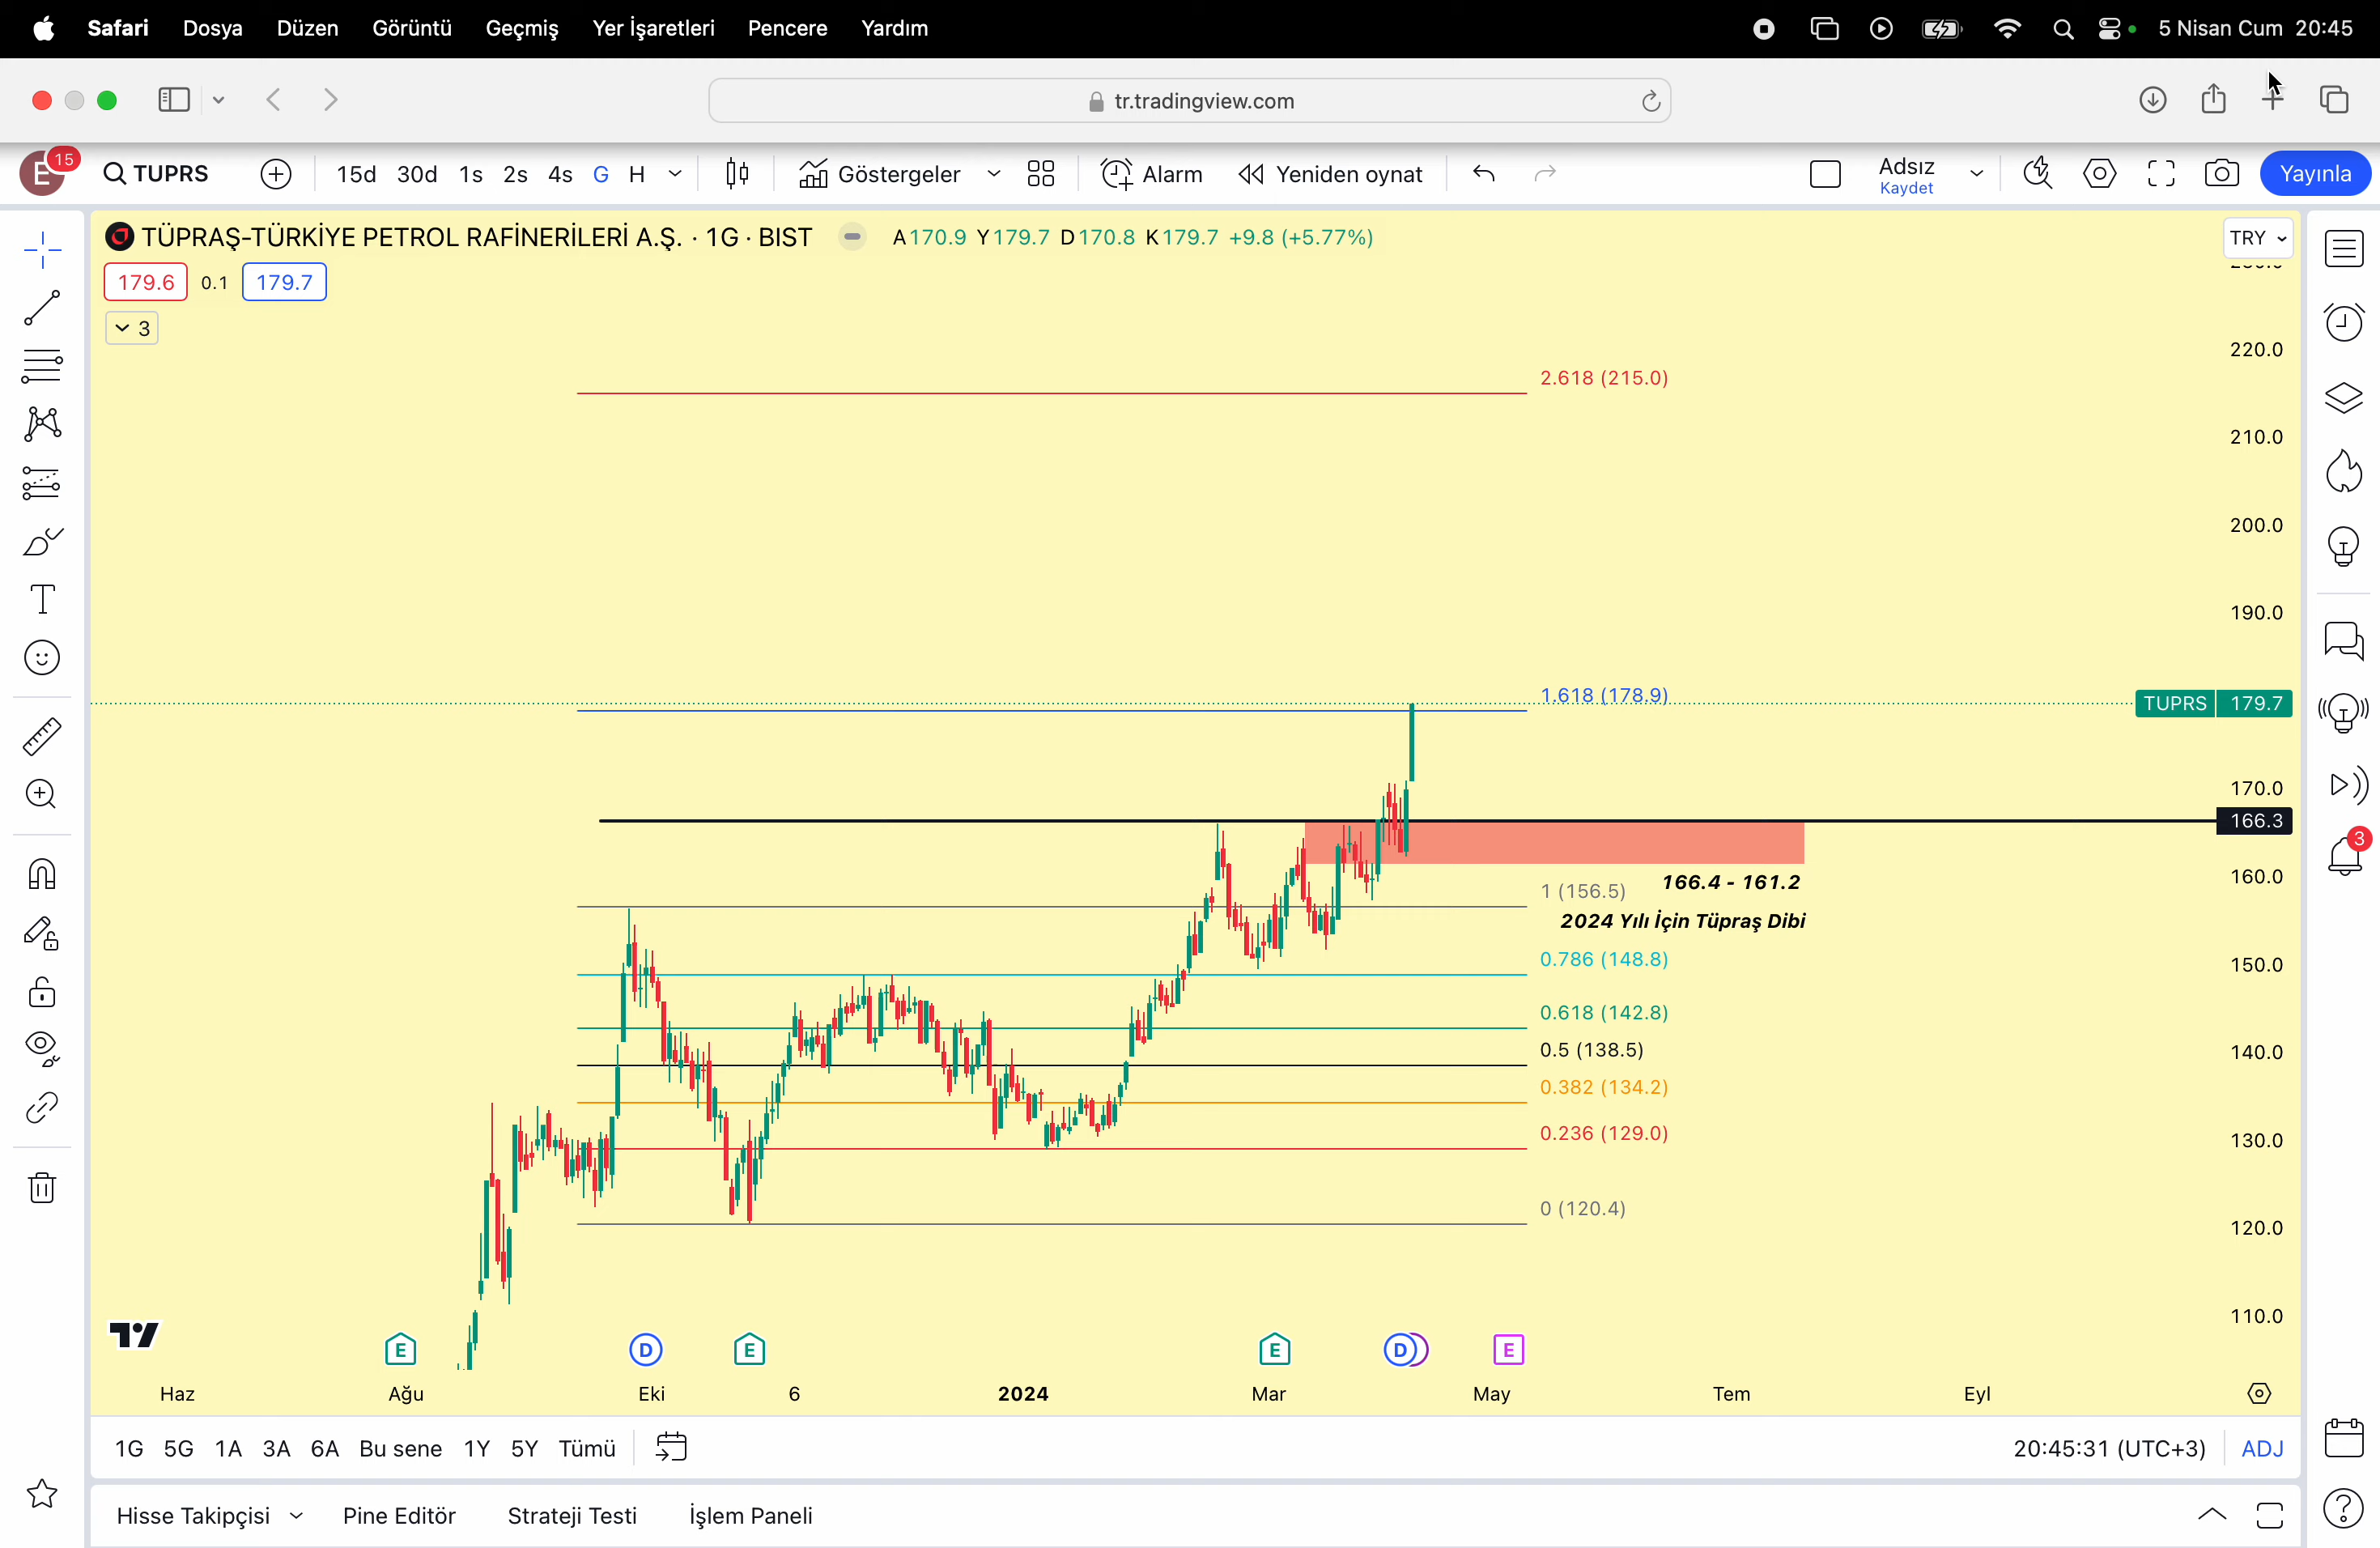 Safari Dosya Düzen Görüntü Geçmiş Yer İşaretleri Pencere Yardım 5 Nisan Cum 20:45
tr.tradingview.com
E 15 TUPRS 15d 30d 1s 2s 4s G H Göstergeler Alarm Yeniden oynat Adsız Kaydet Yayınla
TÜPRAŞ-TÜRKİYE PETROL RAFİNERİLERİ A.Ş. · 1G · BIST A170.9 Y179.7 D170.8 K179.7 +9.8 (+5.77%) TRY
179.6 0.1 179.7
3
220.0
2.618 (215.0)
210.0
200.0
190.0
1.618 (178.9)
TUPRS 179.7
170.0
166.3
3
160.0
1 (156.5)
166.4 - 161.2
2024 Yılı İçin Tüpraş Dibi
0.786 (148.8)
150.0
0.618 (142.8)
0.5 (138.5)
140.0
0.382 (134.2)
0.236 (129.0)
130.0
0 (120.4)
120.0
110.0
E D E E D E
Haz Ağu Eki 6 2024 Mar May Tem Eyl
1G 5G 1A 3A 6A Bu sene 1Y 5Y Tümü 20:45:31 (UTC+3) ADJ
Hisse Takipçisi Pine Editör Strateji Testi İşlem Paneli